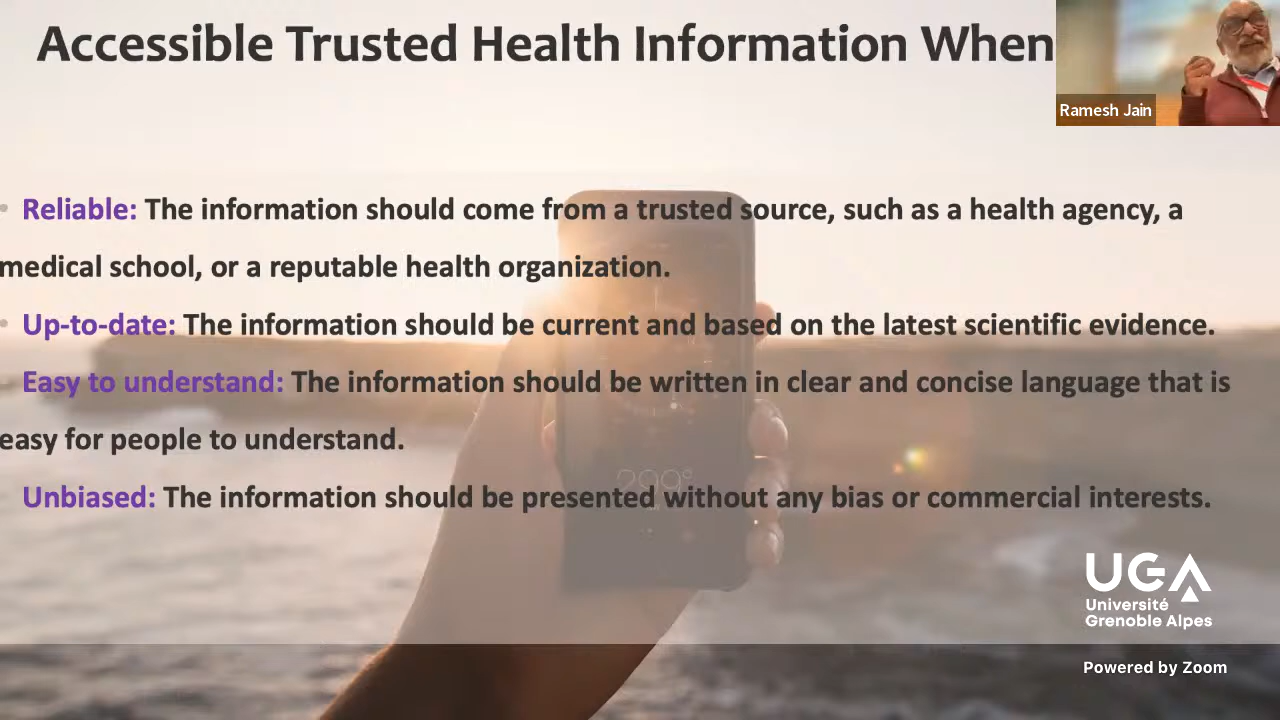 Accessible Trusted Health Information When
Ramesh Jain
• Reliable: The information should come from a trusted source, such as a health agency, a
medical school, or a reputable health organization.
• Up-to-date: The information should be current and based on the latest scientific evidence.
Easy to understand: The information should be written in clear and concise language that is
easy for people to understand.
Unbiased: The information should be presented without any bias or commercial interests.
299°
UGA
Université
Grenoble Alpes
Powered by Zoom